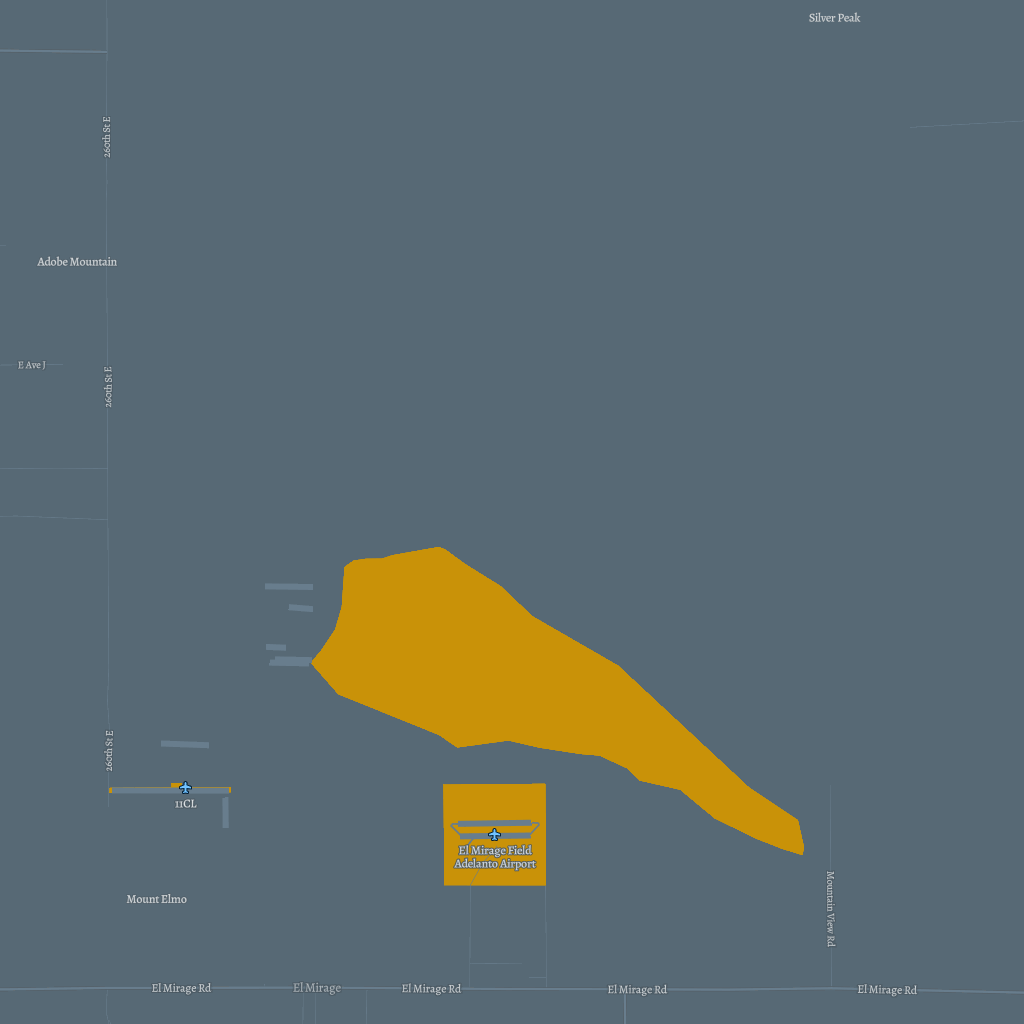 Silver Peak
260th St E
Adobe Mountain
E Ave J
260th St E
260th St E
11CL
El Mirage Field
Adelanto Airport
Mount Elmo
Mountain View Rd
El Mirage Rd
El Mirage
El Mirage Rd
El Mirage Rd
El Mirage Rd